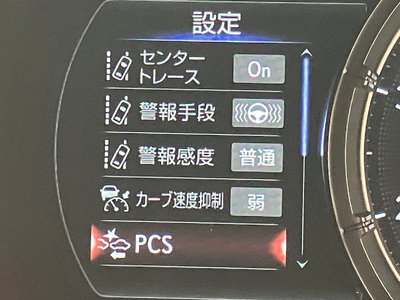 設定
センター
トレース
On
警報手段
警報感度
普通
カーブ速度抑制
弱
PCS